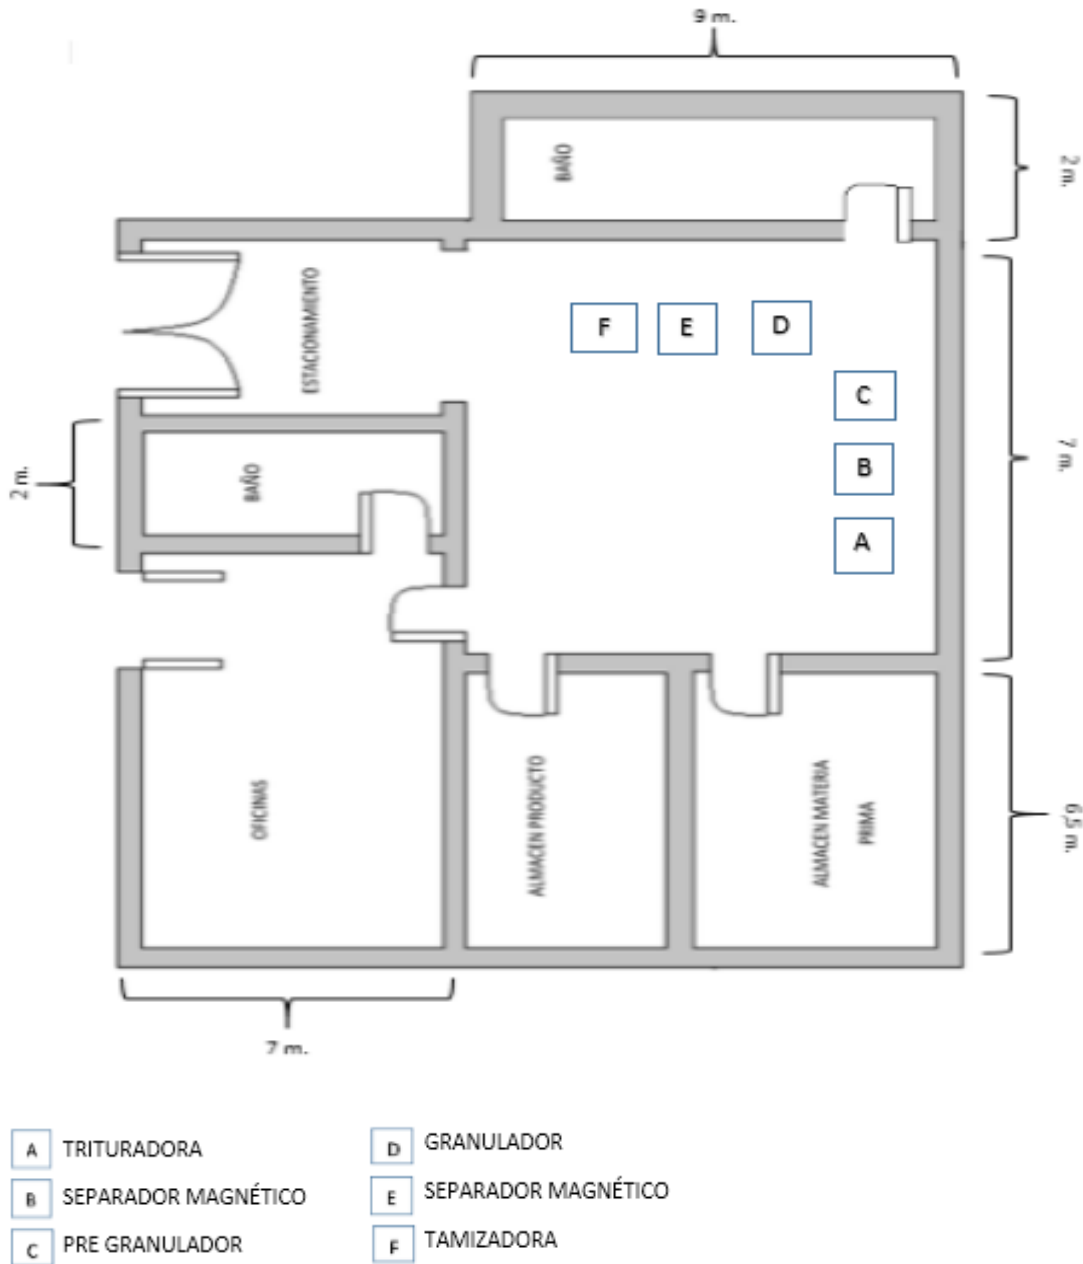 9 m.
2 m.
BAÑO
ESTACIONAMIENTO
F
E
D
C
7 m.
B
BAÑO
2 m.
A
OFICINAS
ALMACEN PRODUCTO
ALMACEN MATERIA
PRIMA
6,5 m.
7 m.
A TRITURADORA
D GRANULADOR
B SEPARADOR MAGNÉTICO
E SEPARADOR MAGNÉTICO
C PRE GRANULADOR
F TAMIZADORA